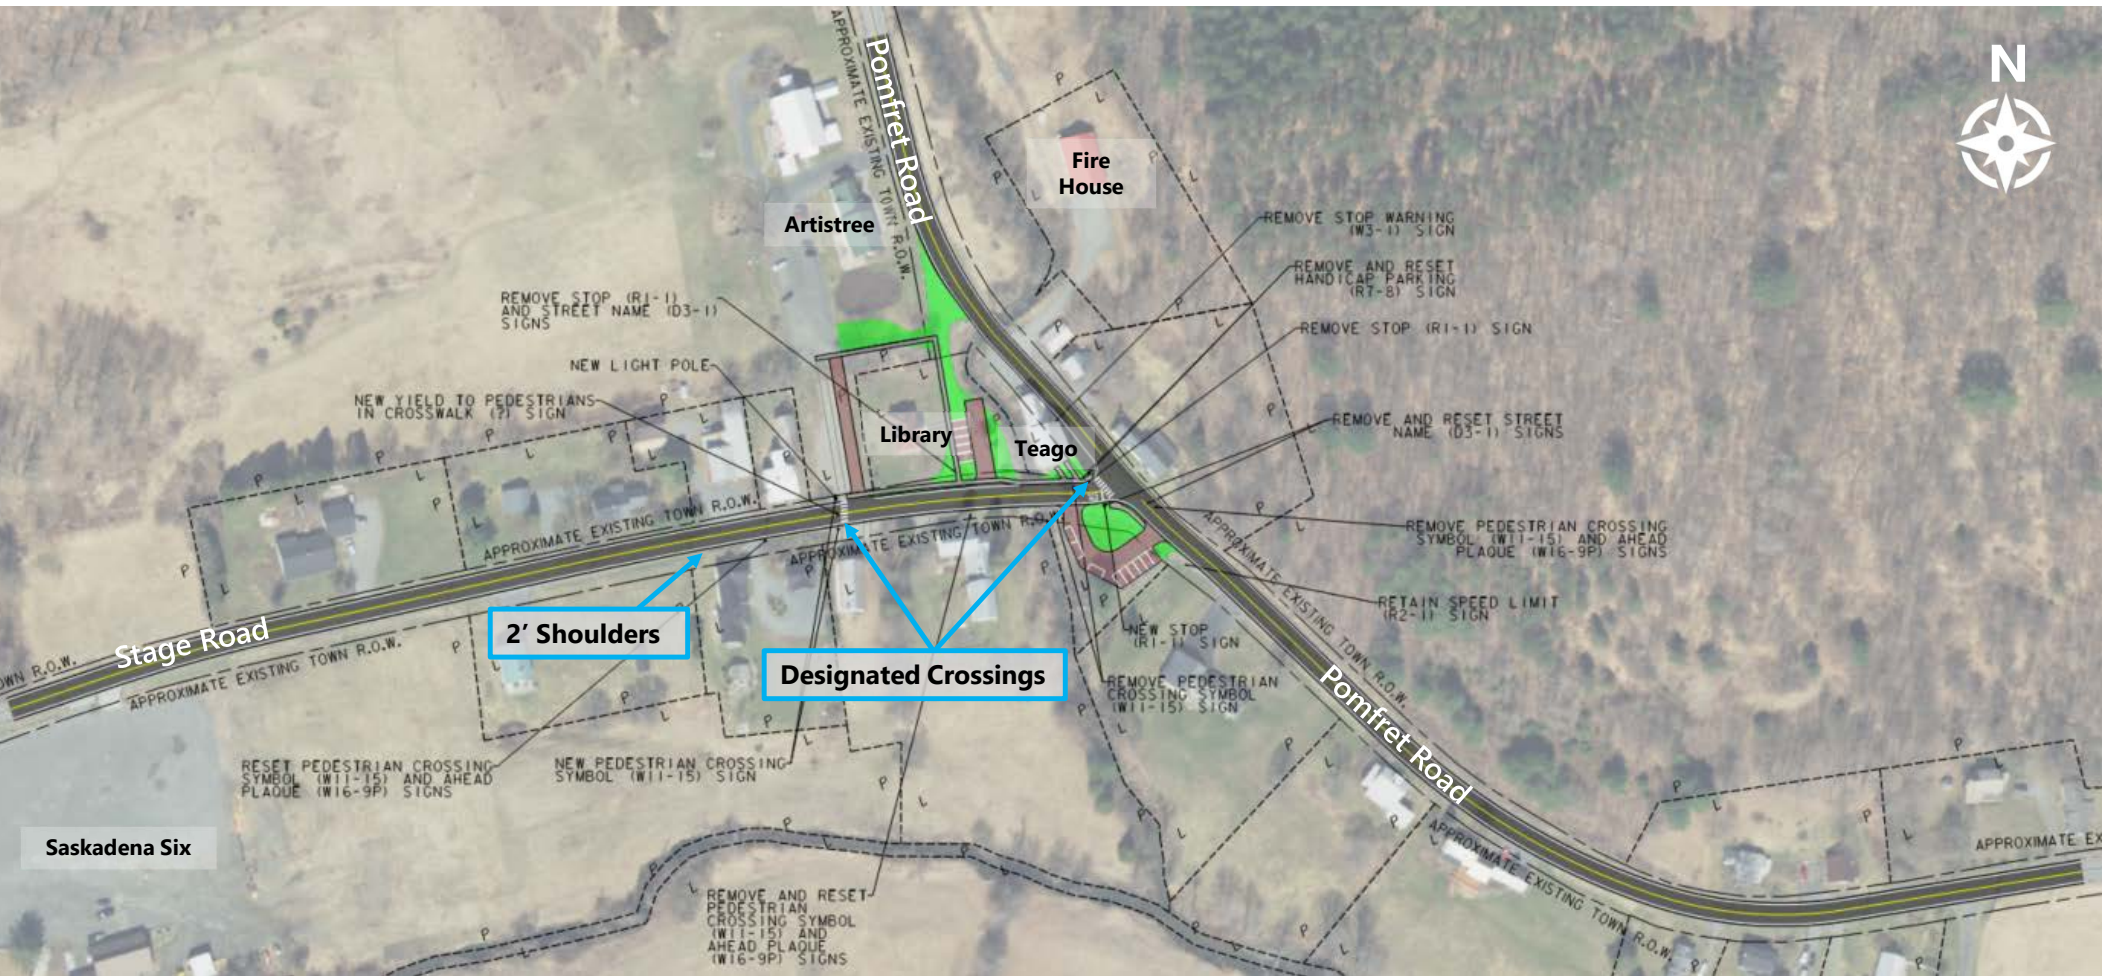 N
APPROXIMATE EXISTING TOWN R.O.W.
Pomfret Road
Fire
House
Artistree
REMOVE STOP WARNING
(W3-1) SIGN
REMOVE AND RESET
HANDICAP PARKING
(R7-8) SIGN
REMOVE STOP (R1-1) SIGN
REMOVE STOP (R1-1)
AND STREET NAME (D3-1)
SIGNS
NEW LIGHT POLE
NEW YIELD TO PEDESTRIANS
IN CROSSWALK (?) SIGN
REMOVE AND RESET STREET
NAME (D3-1) SIGNS
Library
Teago
APPROXIMATE EXISTING TOWN R.O.W.
APPROXIMATE EXISTING TOWN R.O.W.
APPROXIMATE EXISTING TOWN R.O.W.
REMOVE PEDESTRIAN CROSSING
SYMBOL (W11-15) AND AHEAD
PLAQUE (W16-9P) SIGNS
RETAIN SPEED LIMIT
(R2-1) SIGN
2' Shoulders
NEW STOP
(R1-1) SIGN
Stage Road
OWN R.O.W.
APPROXIMATE EXISTING TOWN R.O.W.
Designated Crossings
REMOVE PEDESTRIAN
CROSSING SYMBOL
(W11-15) SIGN
Pomfret Road
RESET PEDESTRIAN CROSSING
SYMBOL (W11-15) AND AHEAD
PLAQUE (W16-9P) SIGNS
NEW PEDESTRIAN CROSSING
SYMBOL (W11-15) SIGN
Saskadena Six
APPROXIMATE EXISTING TOWN R.O.W.
APPROXIMATE EX
REMOVE AND RESET
PEDESTRIAN
CROSSING SYMBOL
(W11-15) AND
AHEAD PLAQUE
(W16-9P) SIGNS